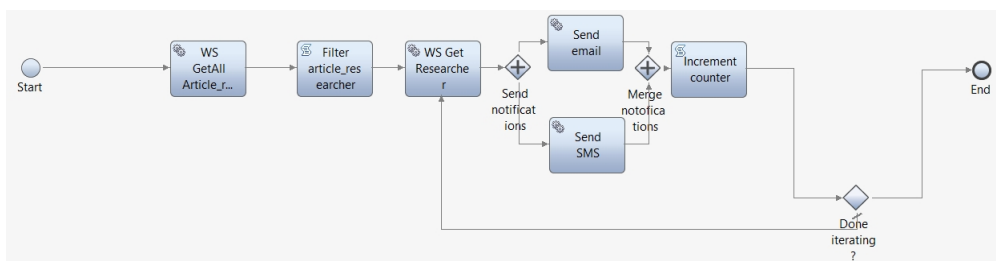 Start
WS
GetAll
Article_r...
Filter
article_res
earcher
WS Get
Researche
r
Send
notificat
ions
Send
email
Send
SMS
Merge
notofica
tions
Increment
counter
Done
iterating
?
End